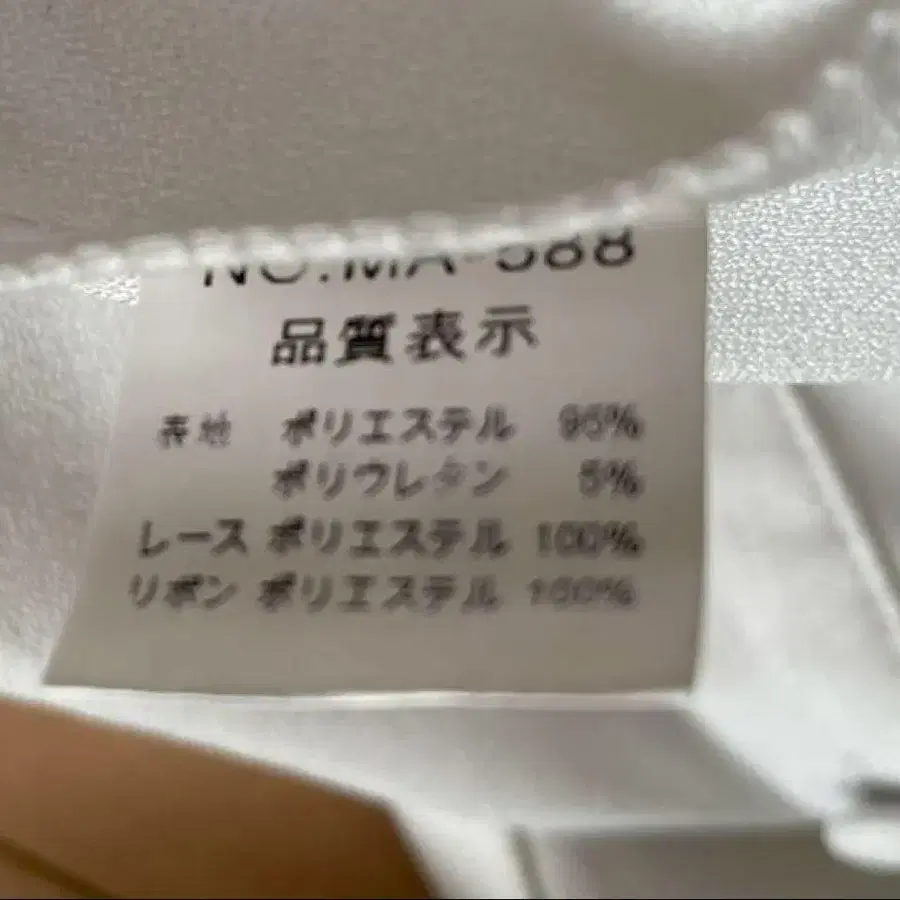 NO.MA-588
品質表示
表地 ポリエステル 95%
ポリウレタン 5%
レース ポリエステル 100%
リボン ポリエステル 100%